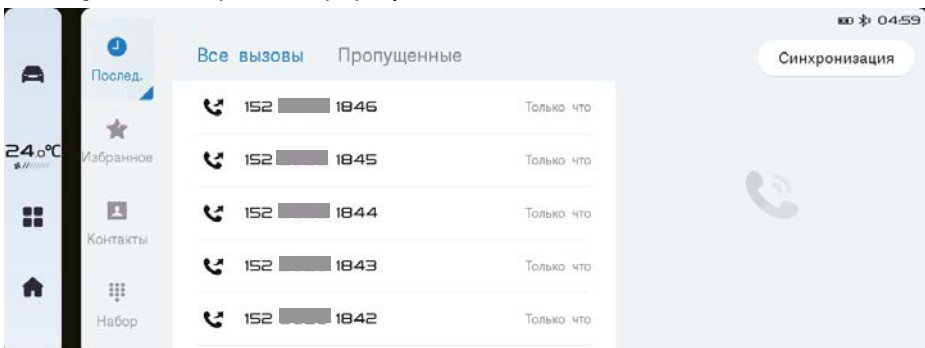 04:59
Все вызовы Пропущенные
Синхронизация
Послед.
152 1846 Только что
Избранное
152 1845 Только что
24.0°C
152 1844 Только что
Контакты
152 1843 Только что
Набор
152 1842 Только что